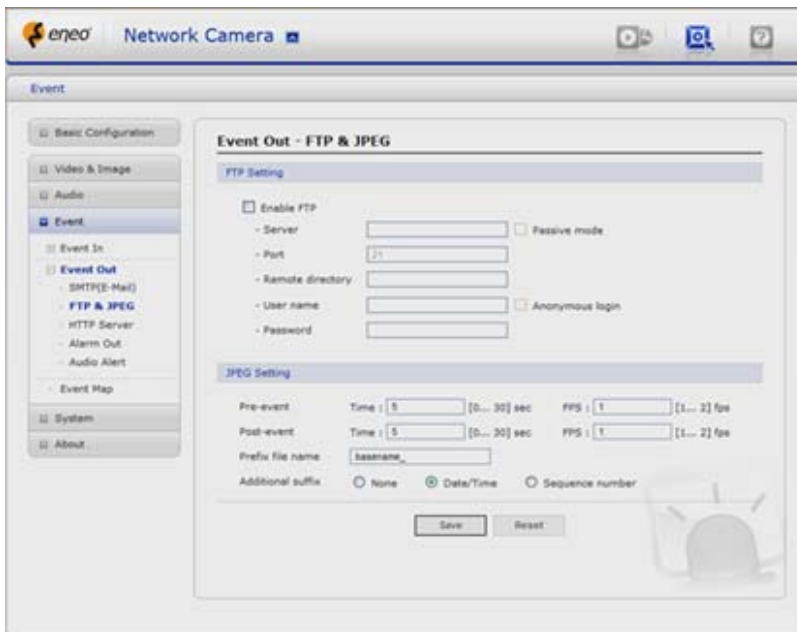 eneo Network Camera
Event
Basic Configuration
Video & Image
Audio
Event
Event In
Event Out
SMTP(E-Mail)
FTP & JPEG
HTTP Server
Alarm Out
Audio Alert
Event Map
System
About
Event Out - FTP & JPEG
FTP Setting
Enable FTP
- Server Passive mode
- Port 21
- Remote directory
- User name Anonymous login
- Password
JPEG Setting
Pre-event Time : 5 [0... 30] sec FPS : 1 [1... 2] fps
Post-event Time : 5 [0... 30] sec FPS : 1 [1... 2] fps
Prefix file name basename_
Additional suffix None Date/Time Sequence number
Save Reset